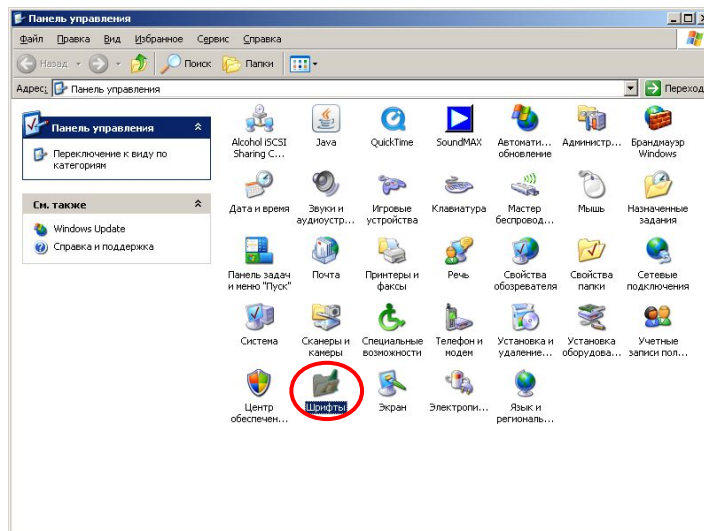 Панель управления
Файл Правка Вид Избранное Сервис Справка
Назад Поиск Папки
Адрес: Панель управления Переход
Панель управления
Переключение к виду по
категориям
См. также
Windows Update
Справка и поддержка
Alcohol iSCSI
Sharing C...
Java
QuickTime
SoundMAX
Автомати...
обновление
Администр...
Брандмауэр
Windows
Дата и время
Звуки и
аудиоустр...
Игровые
устройства
Клавиатура
Мастер
беспровод...
Мышь
Назначенные
задания
Панель задач
и меню "Пуск"
Почта
Принтеры и
факсы
Речь
Свойства
обозревателя
Свойства
папки
Сетевые
подключения
Система
Сканеры и
камеры
Специальные
возможности
Телефон и
модем
Установка и
удаление...
Установка
оборудова...
Учетные
записи пол...
Центр
обеспечен...
Шрифты
Экран
Электропи...
Язык и
региональ...